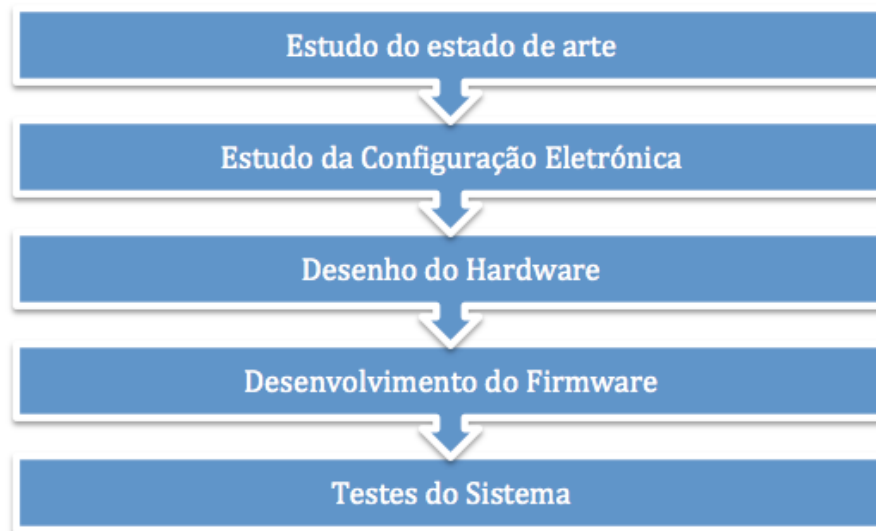 Estudo do estado de arte
Estudo da Configuração Eletrónica
Desenho do Hardware
Desenvolvimento do Firmware
Testes do Sistema